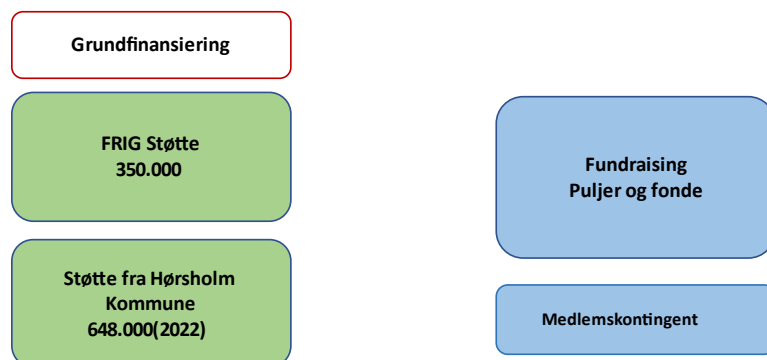 Grundfinansiering
FRIG Støtte
350.000
Støtte fra Hørsholm
Kommune
648.000(2022)
Fundraising
Puljer og fonde
Medlemskontingent